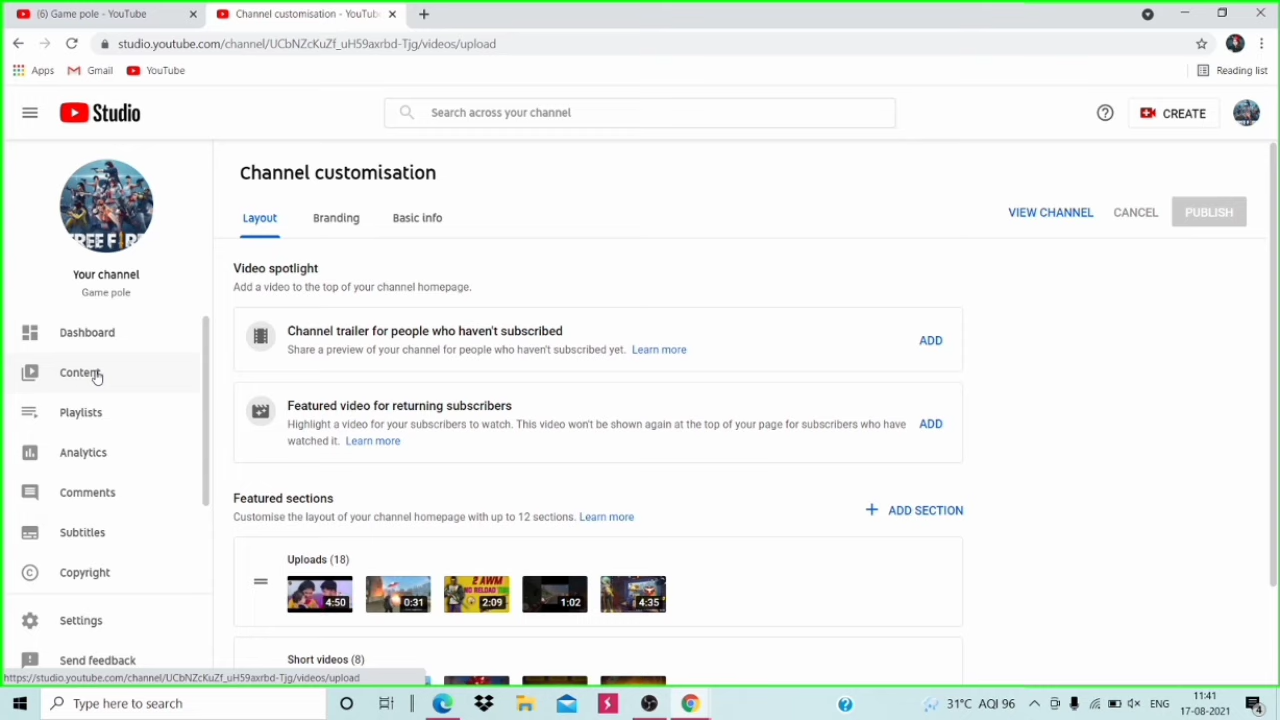 (6) Game pole - YouTube
Channel customisation - YouTub
studio.youtube.com/channel/UCbNZcKuZf_uH59axrbd-Tjg/videos/upload
Apps Gmail YouTube Reading list
Studio Search across your channel CREATE
FREE FIRE
Your channel
Game pole
Dashboard
Content
Playlists
Analytics
Comments
Subtitles
Copyright
Settings
Send feedback
Channel customisation
Layout Branding Basic info VIEW CHANNEL CANCEL PUBLISH
Video spotlight
Add a video to the top of your channel homepage.
Channel trailer for people who haven't subscribed
Share a preview of your channel for people who haven't subscribed yet. Learn more
ADD
Featured video for returning subscribers
Highlight a video for your subscribers to watch. This video won't be shown again at the top of your page for subscribers who have
watched it. Learn more
ADD
Featured sections
Customise the layout of your channel homepage with up to 12 sections. Learn more
+ ADD SECTION
Uploads (18)
2 AWM
NO RELOAD
4:50 0:31 2:09 1:02 4:35
Short videos (8)
https://studio.youtube.com/channel/UCbNZcKuZf_uH59axrbd-Tjg/videos/upload
Type here to search
31°C AQI 96 ENG
11:41
17-08-2021
4